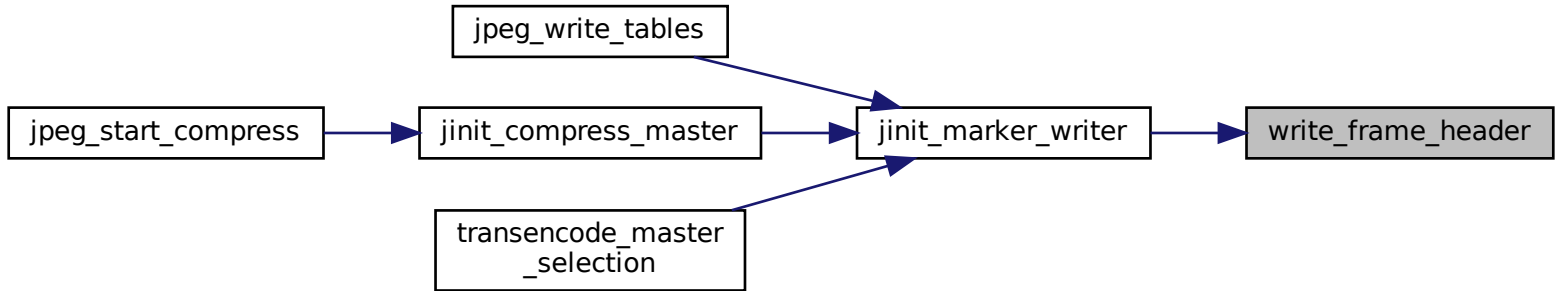 jpeg_write_tables
jpeg_start_compress
jinit_compress_master
jinit_marker_writer
write_frame_header
transencode_master
_selection